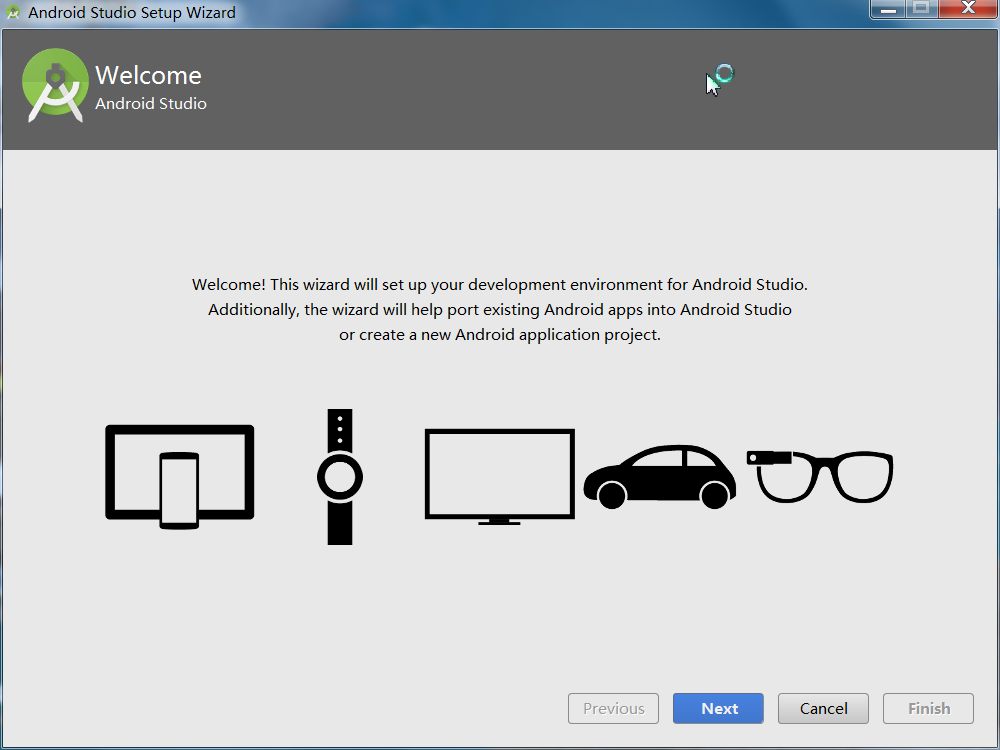 Android Studio Setup Wizard
Welcome
Android Studio
Welcome! This wizard will set up your development environment for Android Studio.
Additionally, the wizard will help port existing Android apps into Android Studio
or create a new Android application project.
Previous
Next
Cancel
Finish